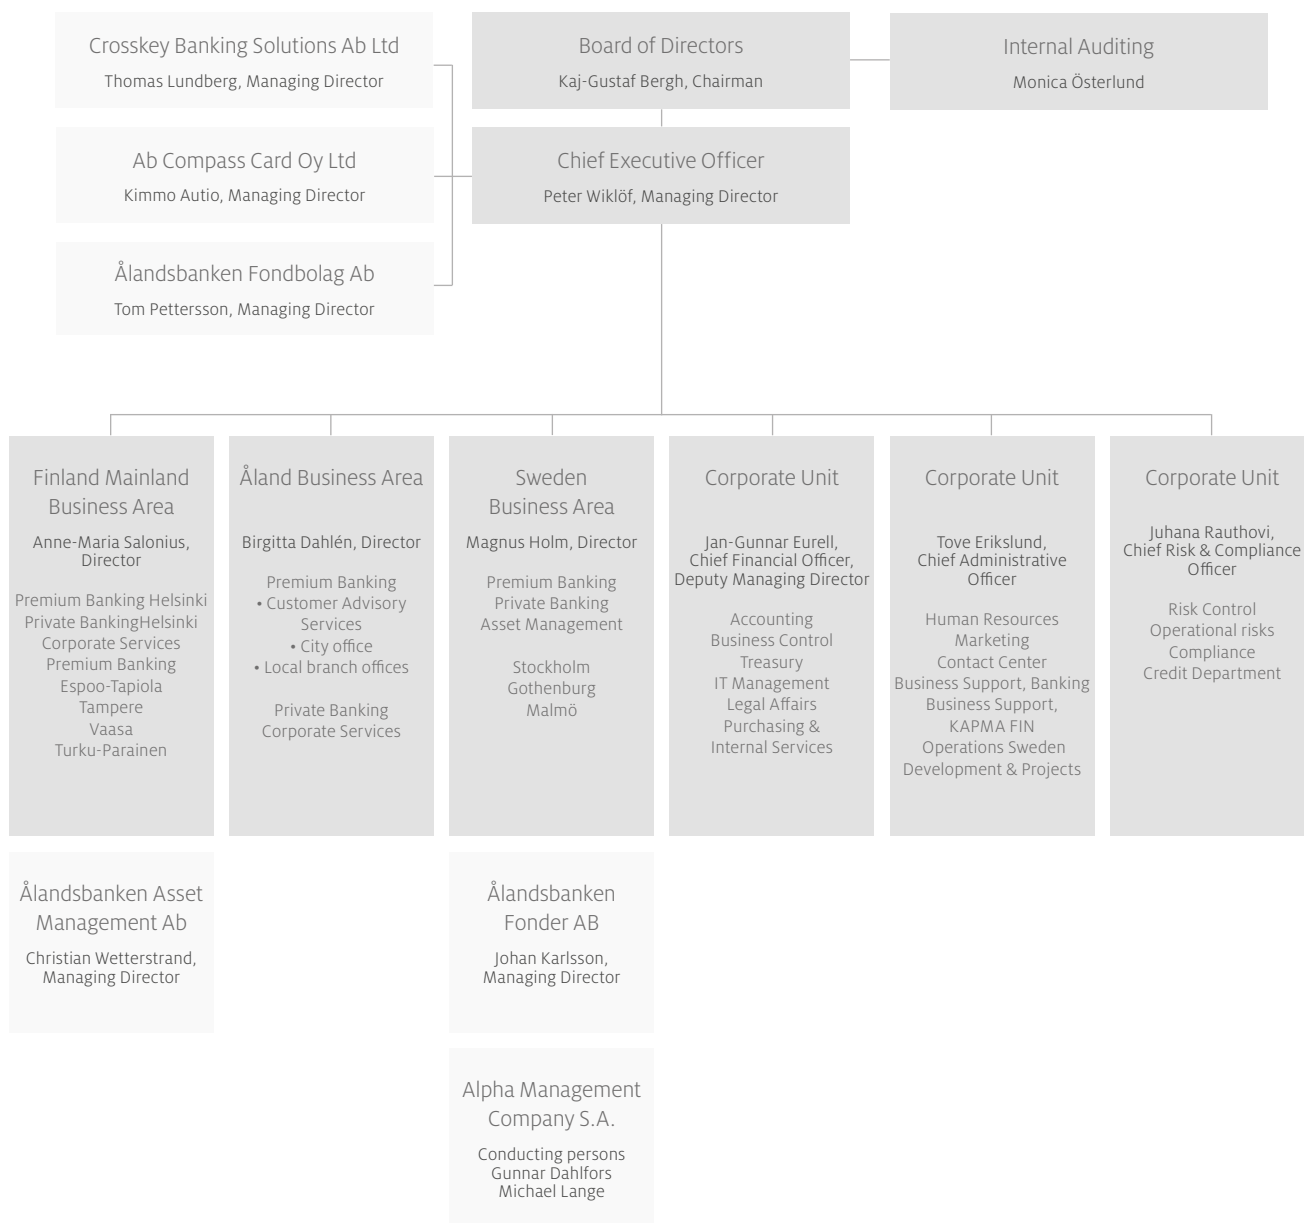 Crosskey Banking Solutions Ab Ltd
Thomas Lundberg, Managing Director
Board of Directors
Kaj-Gustaf Bergh, Chairman
Internal Auditing
Monica Österlund
Ab Compass Card Oy Ltd
Kimmo Autio, Managing Director
Chief Executive Officer
Peter Wiklöf, Managing Director
Ålandsbanken Fondbolag Ab
Tom Pettersson, Managing Director
Finland Mainland
Business Area
Anne-Maria Salonius,
Director
Premium Banking Helsinki
Private BankingHelsinki
Corporate Services
Premium Banking
Espoo-Tapiola
Tampere
Vaasa
Turku-Parainen
Åland Business Area
Birgitta Dahlén, Director
Premium Banking
• Customer Advisory
Services
• City office
• Local branch offices
Private Banking
Corporate Services
Sweden
Business Area
Magnus Holm, Director
Premium Banking
Private Banking
Asset Management
Stockholm
Gothenburg
Malmö
Corporate Unit
Jan-Gunnar Eurell,
Chief Financial Officer,
Deputy Managing Director
Accounting
Business Control
Treasury
IT Management
Legal Affairs
Purchasing &
Internal Services
Corporate Unit
Tove Erikslund,
Chief Administrative
Officer
Human Resources
Marketing
Contact Center
Business Support, Banking
Business Support,
KAPMA FIN
Operations Sweden
Development & Projects
Corporate Unit
Juhana Rauthovi,
Chief Risk & Compliance
Officer
Risk Control
Operational risks
Compliance
Credit Department
Ålandsbanken Asset
Management Ab
Christian Wetterstrand,
Managing Director
Ålandsbanken
Fonder AB
Johan Karlsson,
Managing Director
Alpha Management
Company S.A.
Conducting persons
Gunnar Dahlfors
Michael Lange